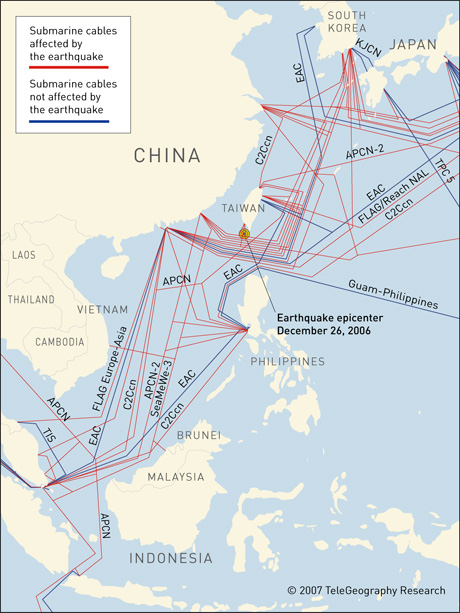 Submarine cables
affected by
the earthquake
Submarine cables
not affected by
the earthquake
SOUTH
KOREA
JAPAN
KJCN
EAC
CHINA
C2Ccn
APCN-2
TPC 5
EAC
FLAG/Reach NAL
C2Ccn
TAIWAN
LAOS
APCN
EAC
Guam-Philippines
THAILAND
VIETNAM
Earthquake epicenter
December 26, 2006
CAMBODIA
PHILIPPINES
FLAG Europe-Asia
C2Ccn
APCN-2
SeaMeWe-3
EAC
C2Ccn
APCN
TIS
EAC
BRUNEI
MALAYSIA
APCN
INDONESIA
© 2007 TeleGeography Research